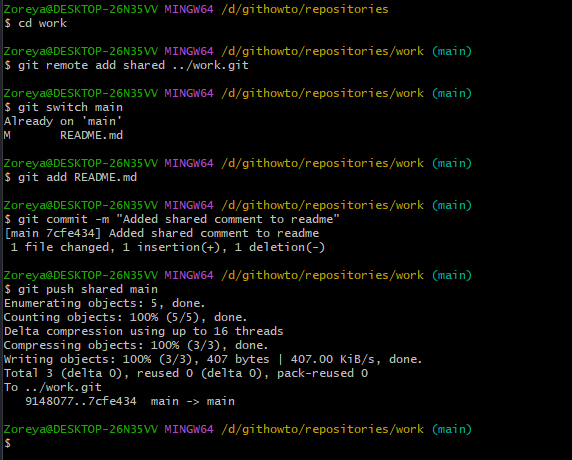 Zoreya@DESKTOP-26N35VV MINGW64 /d/githowto/repositories
$ cd work
Zoreya@DESKTOP-26N35VV MINGW64 /d/githowto/repositories/work (main)
$ git remote add shared ../work.git
Zoreya@DESKTOP-26N35VV MINGW64 /d/githowto/repositories/work (main)
$ git switch main
Already on 'main'
M       README.md
Zoreya@DESKTOP-26N35VV MINGW64 /d/githowto/repositories/work (main)
$ git add README.md
Zoreya@DESKTOP-26N35VV MINGW64 /d/githowto/repositories/work (main)
$ git commit -m "Added shared comment to readme"
[main 7cfe434] Added shared comment to readme
 1 file changed, 1 insertion(+), 1 deletion(-)
Zoreya@DESKTOP-26N35VV MINGW64 /d/githowto/repositories/work (main)
$ git push shared main
Enumerating objects: 5, done.
Counting objects: 100% (5/5), done.
Delta compression using up to 16 threads
Compressing objects: 100% (3/3), done.
Writing objects: 100% (3/3), 407 bytes | 407.00 KiB/s, done.
Total 3 (delta 0), reused 0 (delta 0), pack-reused 0
To ../work.git
   9148077..7cfe434  main -> main
Zoreya@DESKTOP-26N35VV MINGW64 /d/githowto/repositories/work (main)
$